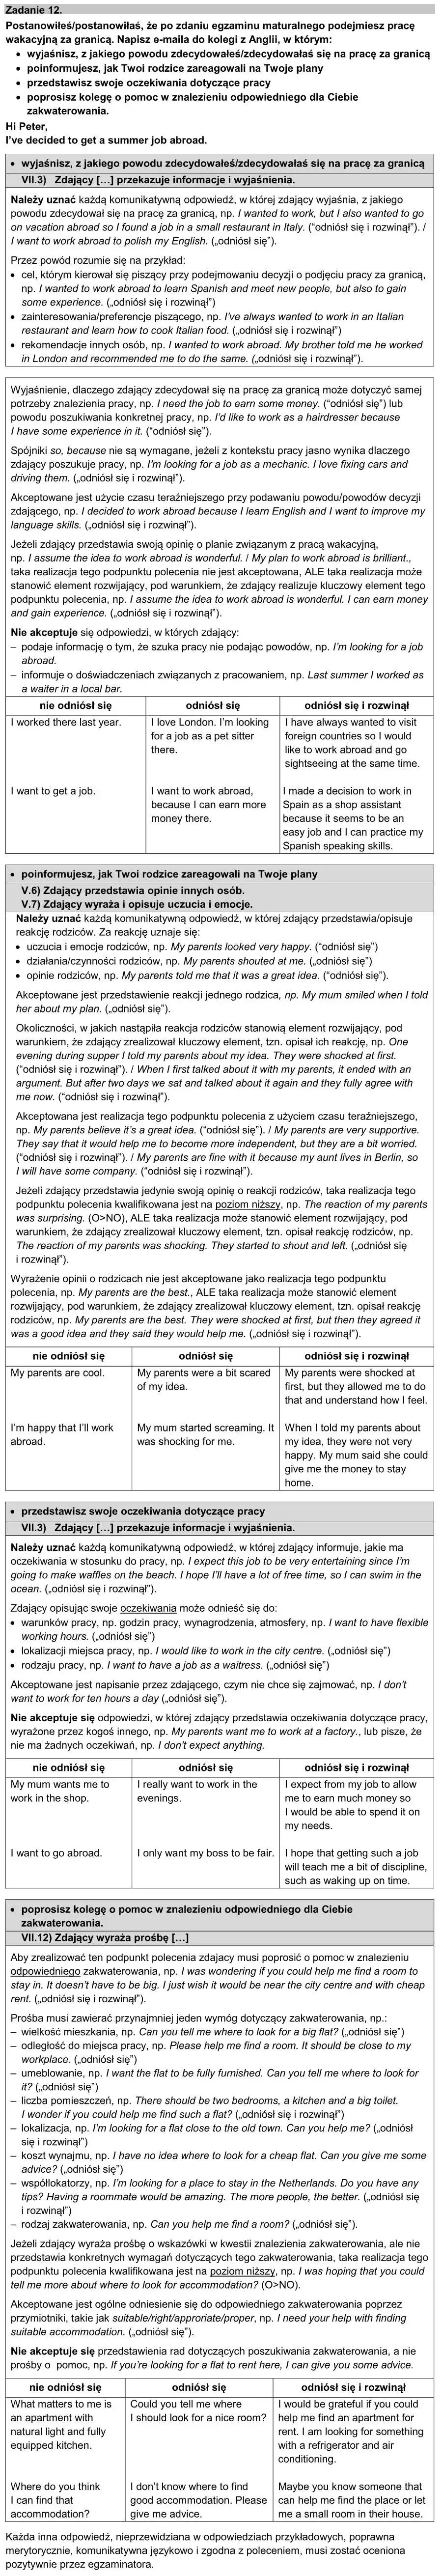 Zadanie 12.
Postanowiłeś/postanowiłaś, że po zdaniu egzaminu maturalnego podejmiesz pracę
wakacyjną za granicą. Napisz e-maila do kolegi z Anglii, w którym:
• wyjaśnisz, z jakiego powodu zdecydowałeś/zdecydowałaś się na pracę za granicą
• poinformujesz, jak Twoi rodzice zareagowali na Twoje plany
• przedstawisz swoje oczekiwania dotyczące pracy
• poprosisz kolegę o pomoc w znalezieniu odpowiedniego dla Ciebie
zakwaterowania.
Hi Peter,
I've decided to get a summer job abroad.
• wyjaśnisz, z jakiego powodu zdecydowałeś/zdecydowałaś się na pracę za granicą
VII.3) Zdający […] przekazuje informacje i wyjaśnienia.
Należy uznać każdą komunikatywną odpowiedź, w której zdający wyjaśnia, z jakiego
powodu zdecydował się na pracę za granicą, np. I wanted to work, but I also wanted to go
on vacation abroad so I found a job in a small restaurant in Italy. ("odniósł się i rozwinął"). /
I want to work abroad to polish my English. („odniósł się").
Przez powód rozumie się na przykład:
• cel, którym kierował się piszący przy podejmowaniu decyzji o podjęciu pracy za granicą,
np. I wanted to work abroad to learn Spanish and meet new people, but also to gain
some experience. („odniósł się i rozwinął")
• zainteresowania/preferencje piszącego, np. I've always wanted to work in an Italian
restaurant and learn how to cook Italian food. („odniósł się i rozwinął")
• rekomendacje innych osób, np. I wanted to work abroad. My brother told me he worked
in London and recommended me to do the same. („odniósł się i rozwinął").
Wyjaśnienie, dlaczego zdający zdecydował się na pracę za granicą może dotyczyć samej
potrzeby znalezienia pracy, np. I need the job to earn some money. ("odniósł się") lub
powodu poszukiwania konkretnej pracy, np. I'd like to work as a hairdresser because
I have some experience in it. ("odniósł się").
Spójniki so, because nie są wymagane, jeżeli z kontekstu pracy jasno wynika dlaczego
zdający poszukuje pracy, np. I'm looking for a job as a mechanic. I love fixing cars and
driving them. („odniósł się i rozwinął").
Akceptowane jest użycie czasu teraźniejszego przy podawaniu powodu/powodów decyzji
zdającego, np. I decided to work abroad because I learn English and I want to improve my
language skills. („odniósł się i rozwinął").
Jeżeli zdający przedstawia swoją opinię o planie związanym z pracą wakacyjną,
np. I assume the idea to work abroad is wonderful. / My plan to work abroad is brilliant.,
taka realizacja tego podpunktu polecenia nie jest akceptowana, ALE taka realizacja może
stanowić element rozwijający, pod warunkiem, że zdający realizuje kluczowy element tego
podpunktu polecenia, np. I assume the idea to work abroad is wonderful. I can earn money
and gain experience. („odniósł się i rozwinął").
Nie akceptuje się odpowiedzi, w których zdający:
– podaje informację o tym, że szuka pracy nie podając powodów, np. I'm looking for a job
abroad.
– informuje o doświadczeniach związanych z pracowaniem, np. Last summer I worked as
a waiter in a local bar.
nie odniósł się odniósł się odniósł się i rozwinął
I worked there last year.
I love London. I'm looking
for a job as a pet sitter
there.
I have always wanted to visit
foreign countries so I would
like to work abroad and go
sightseeing at the same time.
I want to get a job.
I want to work abroad,
because I can earn more
money there.
I made a decision to work in
Spain as a shop assistant
because it seems to be an
easy job and I can practice my
Spanish speaking skills.
• poinformujesz, jak Twoi rodzice zareagowali na Twoje plany
V.6) Zdający przedstawia opinie innych osób.
V.7) Zdający wyraża i opisuje uczucia i emocje.
Należy uznać każdą komunikatywną odpowiedź, w której zdający przedstawia/opisuje
reakcję rodziców. Za reakcję uznaje się:
• uczucia i emocje rodziców, np. My parents looked very happy. ("odniósł się")
• działania/czynności rodziców, np. My parents shouted at me. („odniósł się")
• opinie rodziców, np. My parents told me that it was a great idea. ("odniósł się").
Akceptowane jest przedstawienie reakcji jednego rodzica, np. My mum smiled when I told
her about my plan. („odniósł się").
Okoliczności, w jakich nastąpiła reakcja rodziców stanowią element rozwijający, pod
warunkiem, że zdający zrealizował kluczowy element, tzn. opisał ich reakcję, np. One
evening during supper I told my parents about my idea. They were shocked at first.
("odniósł się i rozwinął"). / When I first talked about it with my parents, it ended with an
argument. But after two days we sat and talked about it again and they fully agree with
me now. ("odniósł się i rozwinął").
Akceptowana jest realizacja tego podpunktu polecenia z użyciem czasu teraźniejszego,
np. My parents believe it's a great idea. („odniósł się"). / My parents are very supportive.
They say that it would help me to become more independent, but they are a bit worried.
("odniósł się i rozwinął"). / My parents are fine with it because my aunt lives in Berlin, so
I will have some company. ("odniósł się i rozwinął").
Jeżeli zdający przedstawia jedynie swoją opinię o reakcji rodziców, taka realizacja tego
podpunktu polecenia kwalifikowana jest na poziom niższy, np. The reaction of my parents
was surprising. (O>NO), ALE taka realizacja może stanowić element rozwijający, pod
warunkiem, że zdający zrealizował kluczowy element, tzn. opisał reakcję rodziców, np.
The reaction of my parents was shocking. They started to shout and left. („odniósł się
i rozwinął").
Wyrażenie opinii o rodzicach nie jest akceptowane jako realizacja tego podpunktu
polecenia, np. My parents are the best., ALE taka realizacja może stanowić element
rozwijający, pod warunkiem, że zdający zrealizował kluczowy element, tzn. opisał reakcję
rodziców, np. My parents are the best. They were shocked at first, but then they agreed it
was a good idea and they said they would help me. („odniósł się i rozwinął").
nie odniósł się odniósł się odniósł się i rozwinął
My parents are cool.
My parents were a bit scared
of my idea.
My parents were shocked at
first, but they allowed me to do
that and understand how I feel.
I'm happy that I'll work
abroad.
My mum started screaming. It
was shocking for me.
When I told my parents about
my idea, they were not very
happy. My mum said she could
give me the money to stay
home.
• przedstawisz swoje oczekiwania dotyczące pracy
VII.3) Zdający […] przekazuje informacje i wyjaśnienia.
Należy uznać każdą komunikatywną odpowiedź, w której zdający informuje, jakie ma
oczekiwania w stosunku do pracy, np. I expect this job to be very entertaining since I'm
going to make waffles on the beach. I hope I'll have a lot of free time, so I can swim in the
ocean. („odniósł się i rozwinął").
Zdający opisując swoje oczekiwania może odnieść się do:
• warunków pracy, np. godzin pracy, wynagrodzenia, atmosfery, np. I want to have flexible
working hours. („odniósł się")
• lokalizacji miejsca pracy, np. I would like to work in the city centre. („odniósł się")
• rodzaju pracy, np. I want to have a job as a waitress. („odniósł się").
Akceptowane jest napisanie przez zdającego, czym nie chce się zajmować, np. I don't
want to work for ten hours a day („odniósł się").
Nie akceptuje się odpowiedzi, w której zdający przedstawia oczekiwania dotyczące pracy,
wyrażone przez kogoś innego, np. My parents want me to work at a factory., lub pisze, że
nie ma żadnych oczekiwań, np. I don't expect anything.
nie odniósł się odniósł się odniósł się i rozwinął
My mum wants me to
work in the shop.
I really want to work in the
evenings.
I expect from my job to allow
me to earn much money so
I would be able to spend it on
my needs.
I want to go abroad.
I only want my boss to be fair.
I hope that getting such a job
will teach me a bit of discipline,
such as waking up on time.
• poprosisz kolegę o pomoc w znalezieniu odpowiedniego dla Ciebie
zakwaterowania.
VII.12) Zdający wyraża prośbę […]
Aby zrealizować ten podpunkt polecenia zdajacy musi poprosić o pomoc w znalezieniu
odpowiedniego zakwaterowania, np. I was wondering if you could help me find a room to
stay in. It doesn't have to be big. I just wish it would be near the city centre and with cheap
rent. („odniósł się i rozwinął").
Prośba musi zawierać przynajmniej jeden wymóg dotyczący zakwaterowania, np.:
– wielkość mieszkania, np. Can you tell me where to look for a big flat? („odniósł się")
– odległość do miejsca pracy, np. Please help me find a room. It should be close to my
workplace. („odniósł się")
– umeblowanie, np. I want the flat to be fully furnished. Can you tell me where to look for
it? („odniósł się")
– liczba pomieszczeń, np. There should be two bedrooms, a kitchen and a big toilet.
I wonder if you could help me find such a flat? („odniósł się i rozwinął")
– lokalizacja, np. I'm looking for a flat close to the old town. Can you help me? („odniósł
się i rozwinął")
– koszt wynajmu, np. I have no idea where to look for a cheap flat. Can you give me some
advice? („odniósł się")
– współlokatorzy, np. I'm looking for a place to stay in the Netherlands. Do you have any
tips? Having a roommate would be amazing. The more people, the better. („odniósł się
i rozwinął")
– rodzaj zakwaterowania, np. Can you help me find a room? („odniósł się").
Jeżeli zdający wyraża prośbę o wskazówki w kwestii znalezienia zakwaterowania, ale nie
przedstawia konkretnych wymagań dotyczących tego zakwaterowania, taka realizacja tego
podpunktu polecenia kwalifikowana jest na poziom niższy, np. I was hoping that you could
tell me more about where to look for accommodation? (O>NO).
Akceptowane jest ogólne odniesienie się do odpowiedniego zakwaterowania poprzez
przymiotniki, takie jak suitable/right/approriate/proper, np. I need your help with finding
suitable accommodation. („odniósł się").
Nie akceptuje się przedstawienia rad dotyczących poszukiwania zakwaterowania, a nie
prośby o pomoc, np. If you're looking for a flat to rent here, I can give you some advice.
nie odniósł się odniósł się odniósł się i rozwinął
What matters to me is
an apartment with
natural light and fully
equipped kitchen.
Could you tell me where
I should look for a nice room?
I would be grateful if you could
help me find an apartment for
rent. I am looking for something
with a refrigerator and air
conditioning.
Where do you think
I can find that
accommodation?
I don't know where to find
good accommodation. Please
give me advice.
Maybe you know someone that
can help me find the place or let
me a small room in their house.
Każda inna odpowiedź, nieprzewidziana w odpowiedziach przykładowych, poprawna
merytorycznie, komunikatywna językowo i zgodna z poleceniem, musi zostać oceniona
pozytywnie przez egzaminatora.